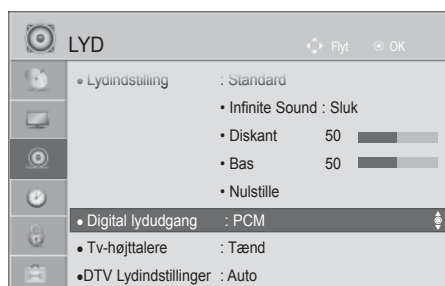 LYD Flyt OK
• Lydindstilling : Standard
• Infinite Sound : Sluk
• Diskant 50
• Bas 50
• Nulstille
• Digital lydudgang : PCM
• Tv-højttalere : Tænd
•DTV Lydindstillinger : Auto